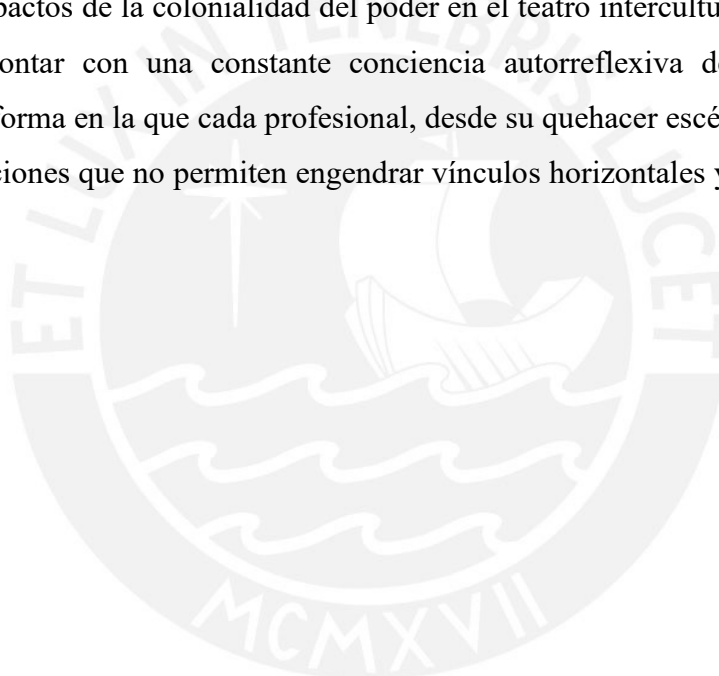 pactos de la colonialidad del poder en el teatro intercultu
ontar con una constante conciencia autorreflexiva d
forma en la que cada profesional, desde su quehacer escé
ciones que no permiten engendrar vínculos horizontales y
ET LUX IN TENEBRIS LUCET
MCMXVII